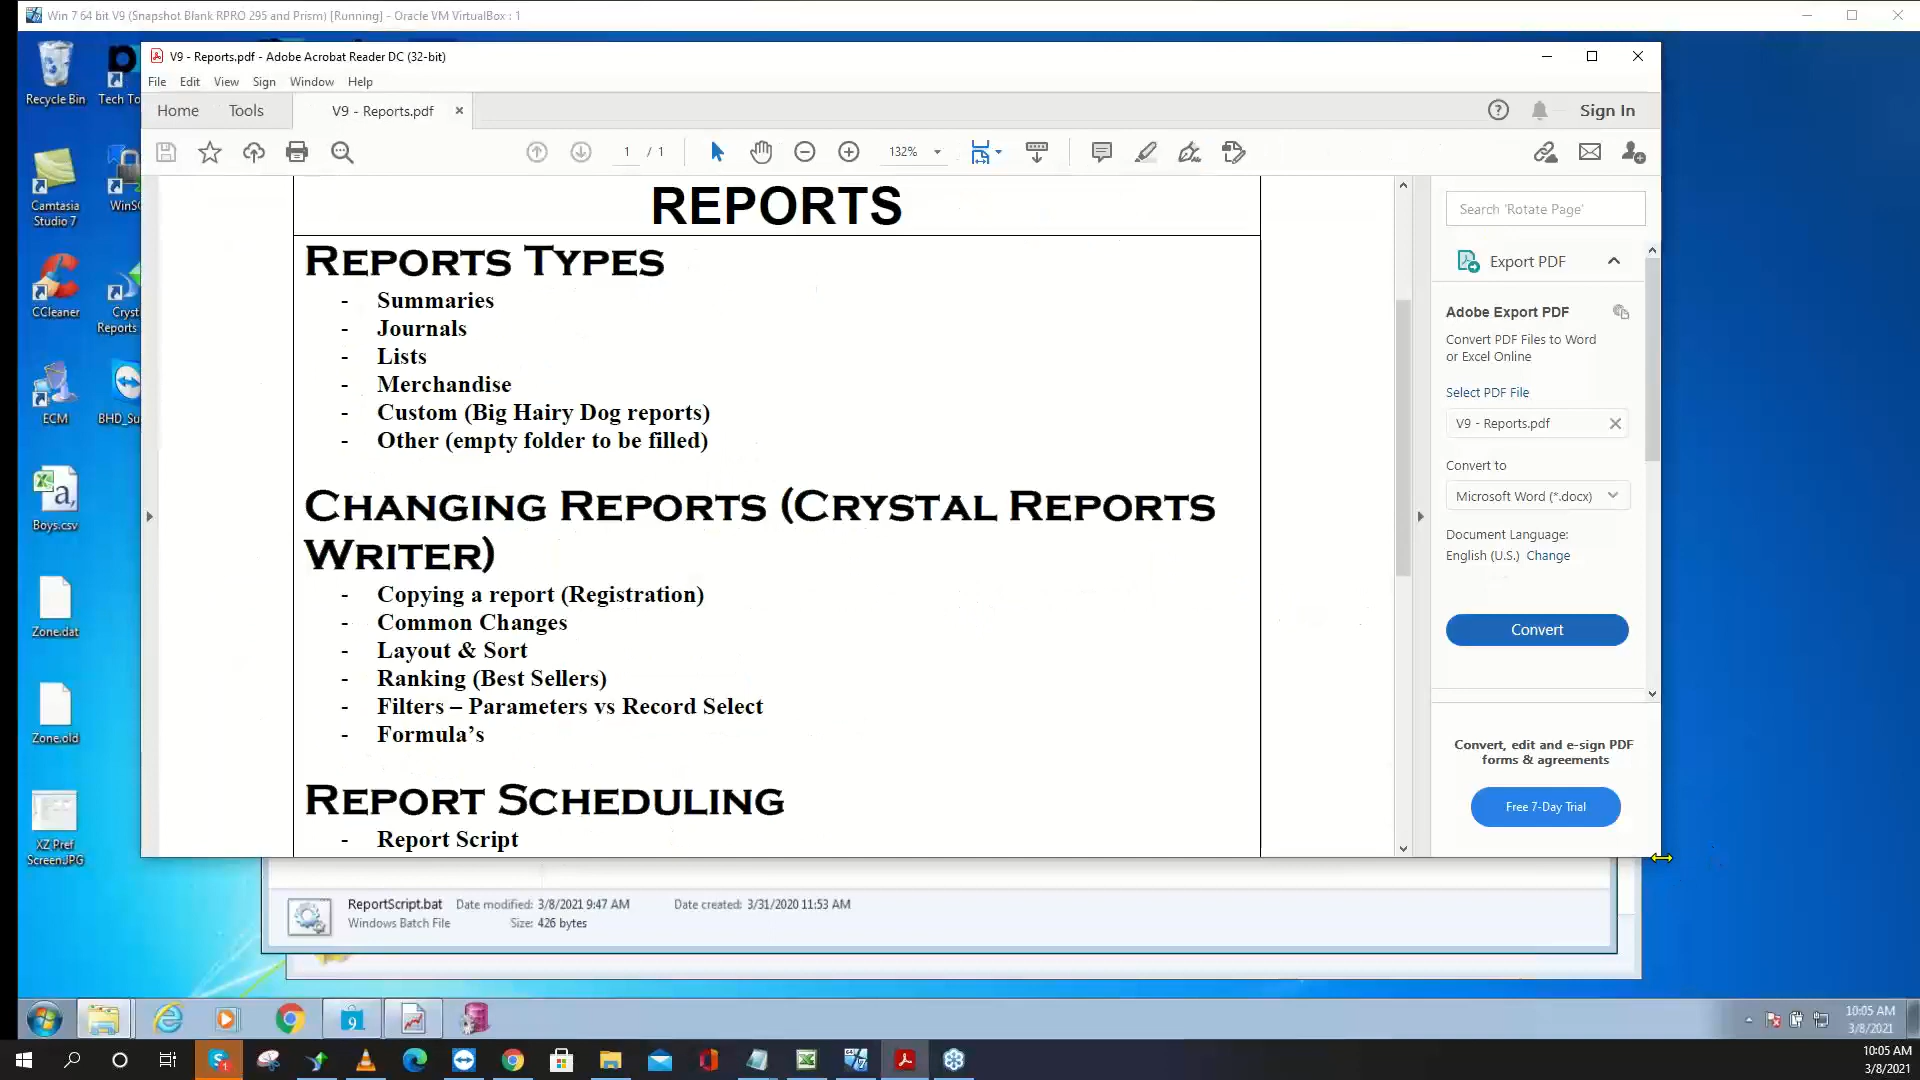 Win 7 64 bit V9 (Snapshot Blank RPRO 295 and Prism) [Running] - Oracle VM VirtualBox : 1
V9 - Reports.pdf - Adobe Acrobat Reader DC (32-bit)
File Edit View Sign Window Help
Home Tools V9 - Reports.pdf Sign In
1 / 1 132%
Recycle Bin
Tech To
Camtasia
Studio 7
WinSC
CCleaner
Cryst
Reports
ECM
BHD_Su
Boys.csv
Zone.dat
Zone.old
XZ Pref
Screen.JPG
REPORTS
REPORTS TYPES
- Summaries
- Journals
- Lists
- Merchandise
- Custom (Big Hairy Dog reports)
- Other (empty folder to be filled)
CHANGING REPORTS (CRYSTAL REPORTS
WRITER)
- Copying a report (Registration)
- Common Changes
- Layout & Sort
- Ranking (Best Sellers)
- Filters – Parameters vs Record Select
- Formula’s
REPORT SCHEDULING
- Report Script
Search 'Rotate Page'
Export PDF
Adobe Export PDF
Convert PDF Files to Word
or Excel Online
Select PDF File
V9 - Reports.pdf
Convert to
Microsoft Word (*.docx)
Document Language:
English (U.S.) Change
Convert
Convert, edit and e-sign PDF
forms & agreements
Free 7-Day Trial
ReportScript.bat Date modified: 3/8/2021 9:47 AM Date created: 3/31/2020 11:53 AM
Windows Batch File Size: 426 bytes
9
10:05 AM
3/8/2021
10:05 AM
3/8/2021